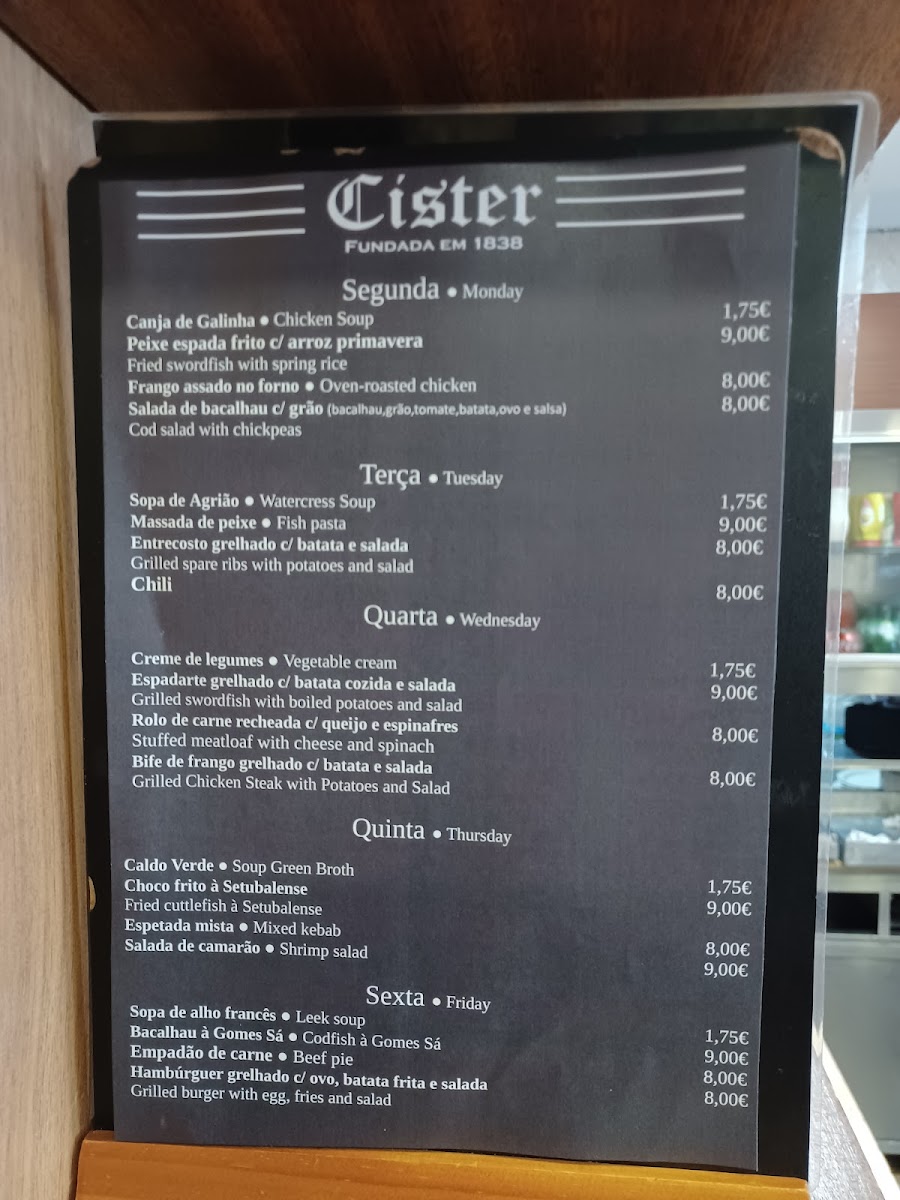 Cister
FUNDADA EM 1838
Segunda • Monday
Canja de Galinha • Chicken Soup 1,75€
Peixe espada frito c/ arroz primavera 9,00€
Fried swordfish with spring rice
Frango assado no forno • Oven-roasted chicken 8,00€
Salada de bacalhau c/ grão (bacalhau,grão,tomate,batata,ovo e salsa) 8,00€
Cod salad with chickpeas
Terça • Tuesday
Sopa de Agrião • Watercress Soup 1,75€
Massada de peixe • Fish pasta 9,00€
Entrecosto grelhado c/ batata e salada 8,00€
Grilled spare ribs with potatoes and salad
Chili 8,00€
Quarta • Wednesday
Creme de legumes • Vegetable cream 1,75€
Espadarte grelhado c/ batata cozida e salada 9,00€
Grilled swordfish with boiled potatoes and salad
Rolo de carne recheada c/ queijo e espinafres 8,00€
Stuffed meatloaf with cheese and spinach
Bife de frango grelhado c/ batata e salada 8,00€
Grilled Chicken Steak with Potatoes and Salad
Quinta • Thursday
Caldo Verde • Soup Green Broth 1,75€
Choco frito à Setubalense 9,00€
Fried cuttlefish à Setubalense
Espetada mista • Mixed kebab 8,00€
Salada de camarão • Shrimp salad 9,00€
Sexta • Friday
Sopa de alho francês • Leek soup 1,75€
Bacalhau à Gomes Sá • Codfish à Gomes Sá 9,00€
Empadão de carne • Beef pie 8,00€
Hambúrguer grelhado c/ ovo, batata frita e salada 8,00€
Grilled burger with egg, fries and salad